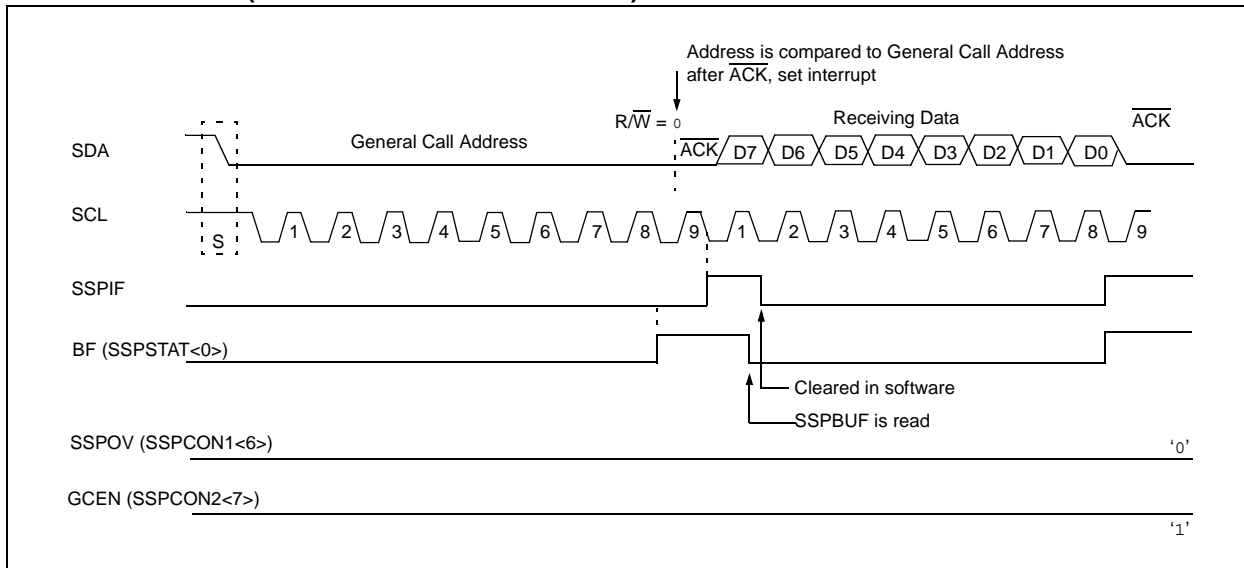 Address is compared to General Call Address
after ACK, set interrupt
R/W = 0
Receiving Data
ACK
SDA
General Call Address
ACK
D7 D6 D5 D4 D3 D2 D1 D0
SCL
S
1 2 3 4 5 6 7 8 9 1 2 3 4 5 6 7 8 9
SSPIF
BF (SSPSTAT<0>)
Cleared in software
SSPBUF is read
SSPOV (SSPCON1<6>)
‘0’
GCEN (SSPCON2<7>)
‘1’